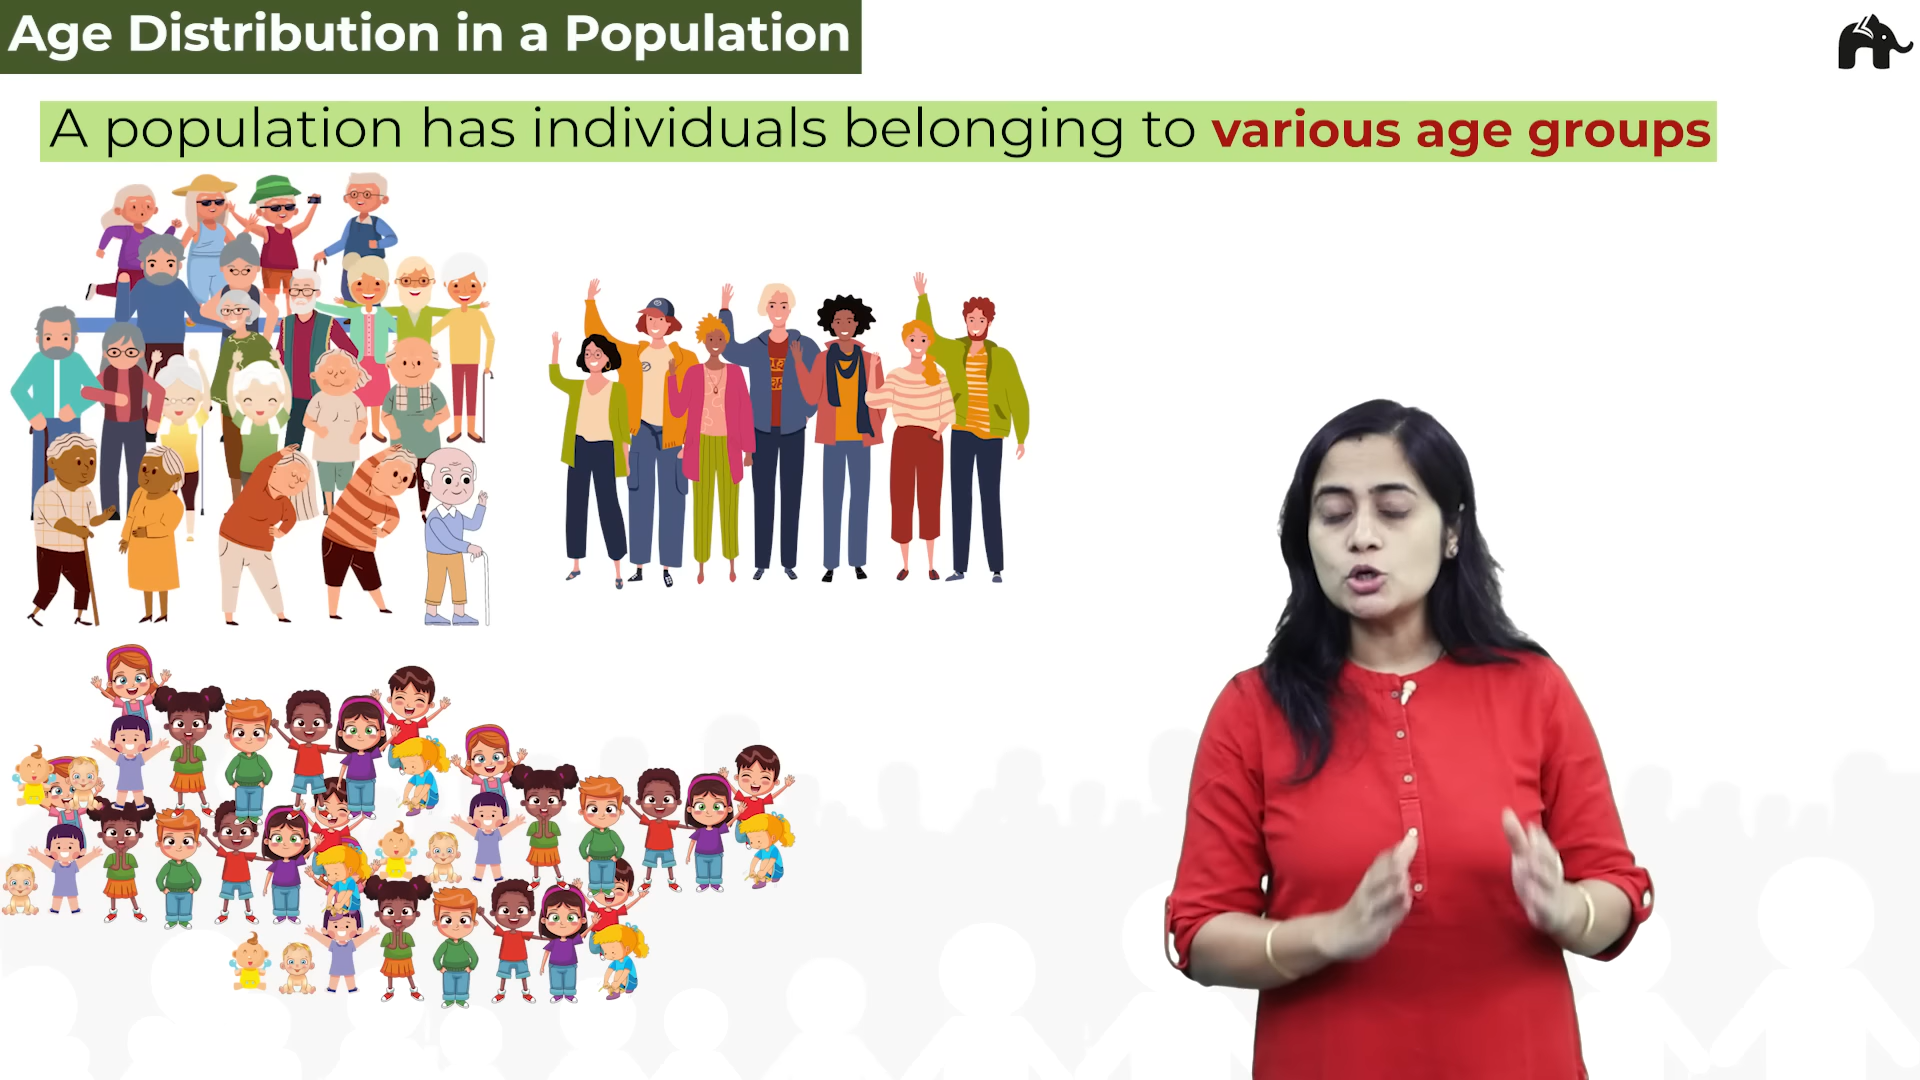 Age Distribution in a Population
A population has individuals belonging to various age groups